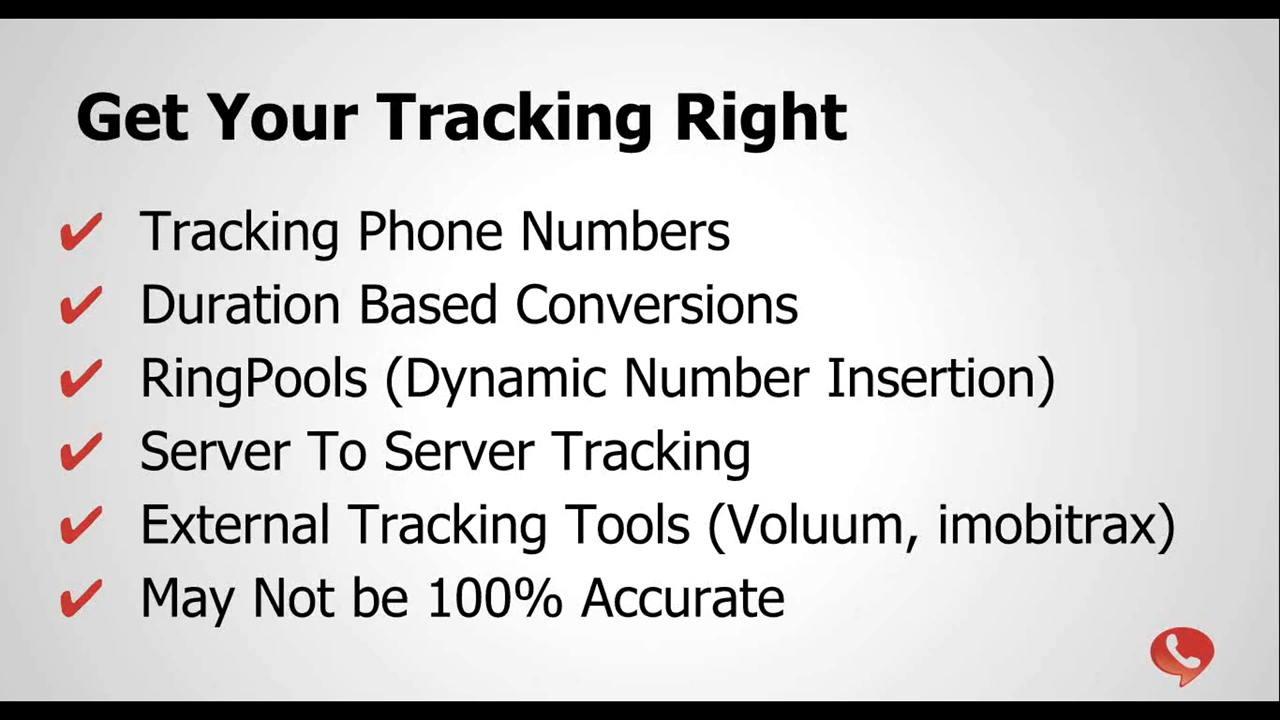 Get Your Tracking Right
✔ Tracking Phone Numbers
✔ Duration Based Conversions
✔ RingPools (Dynamic Number Insertion)
✔ Server To Server Tracking
✔ External Tracking Tools (Voluum, imobitrax)
✔ May Not be 100% Accurate